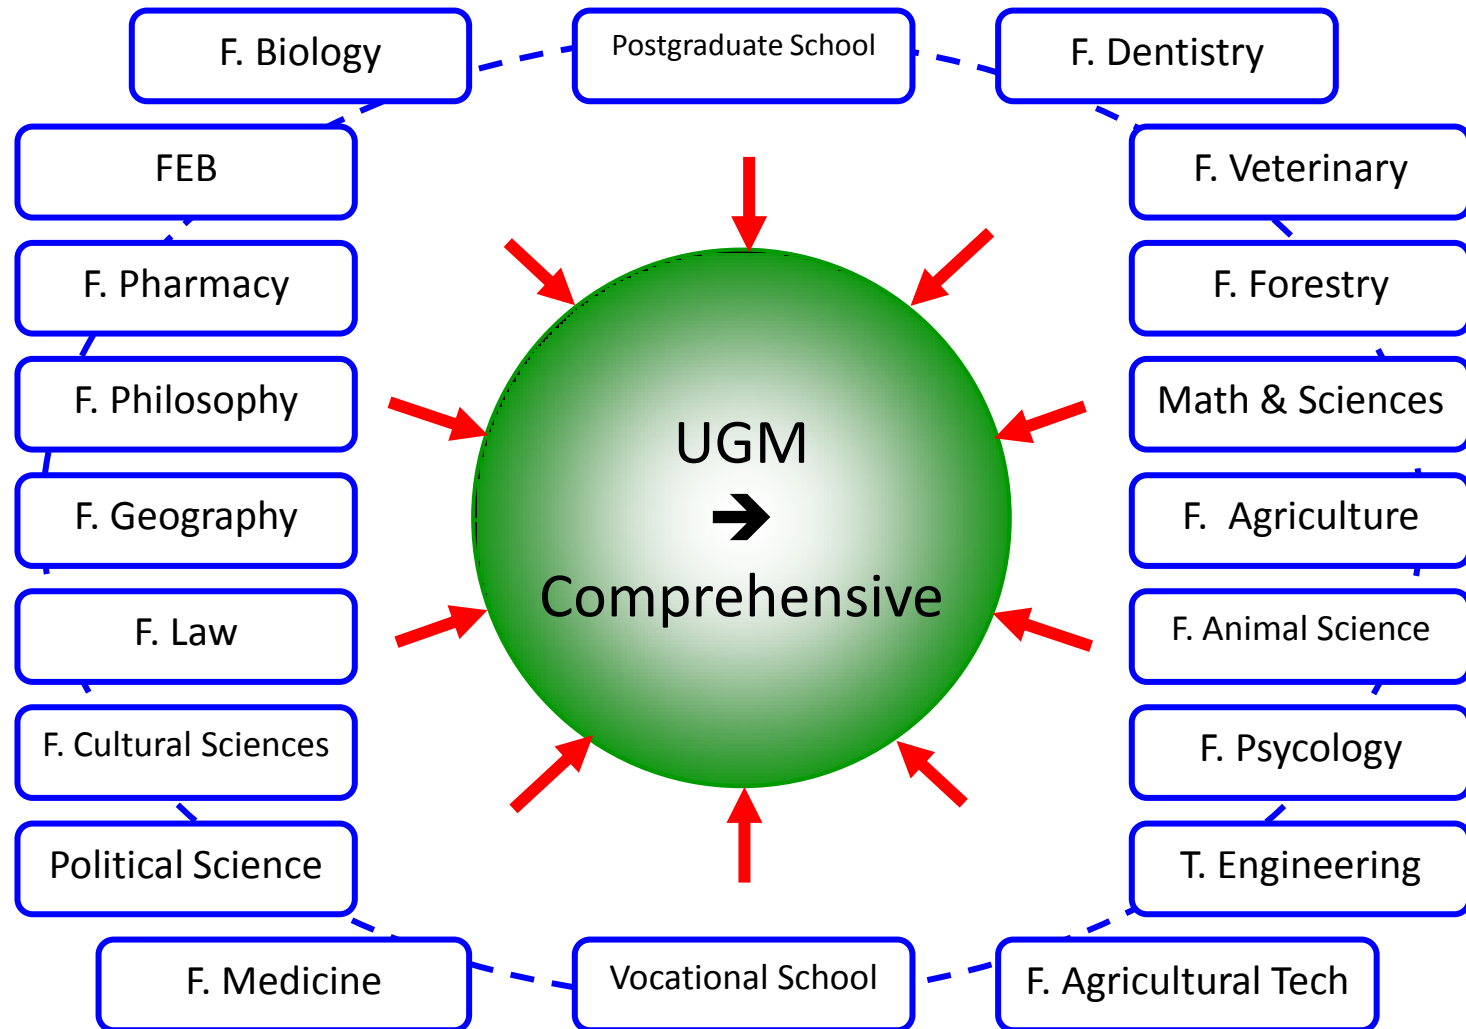 F. Biology
Postgraduate School
F. Dentistry
FEB
F. Veterinary
F. Pharmacy
F. Forestry
F. Philosophy
Math & Sciences
UGM
➔
Comprehensive
F. Geography
F. Agriculture
F. Law
F. Animal Science
F. Cultural Sciences
F. Psycology
Political Science
T. Engineering
F. Medicine
Vocational School
F. Agricultural Tech